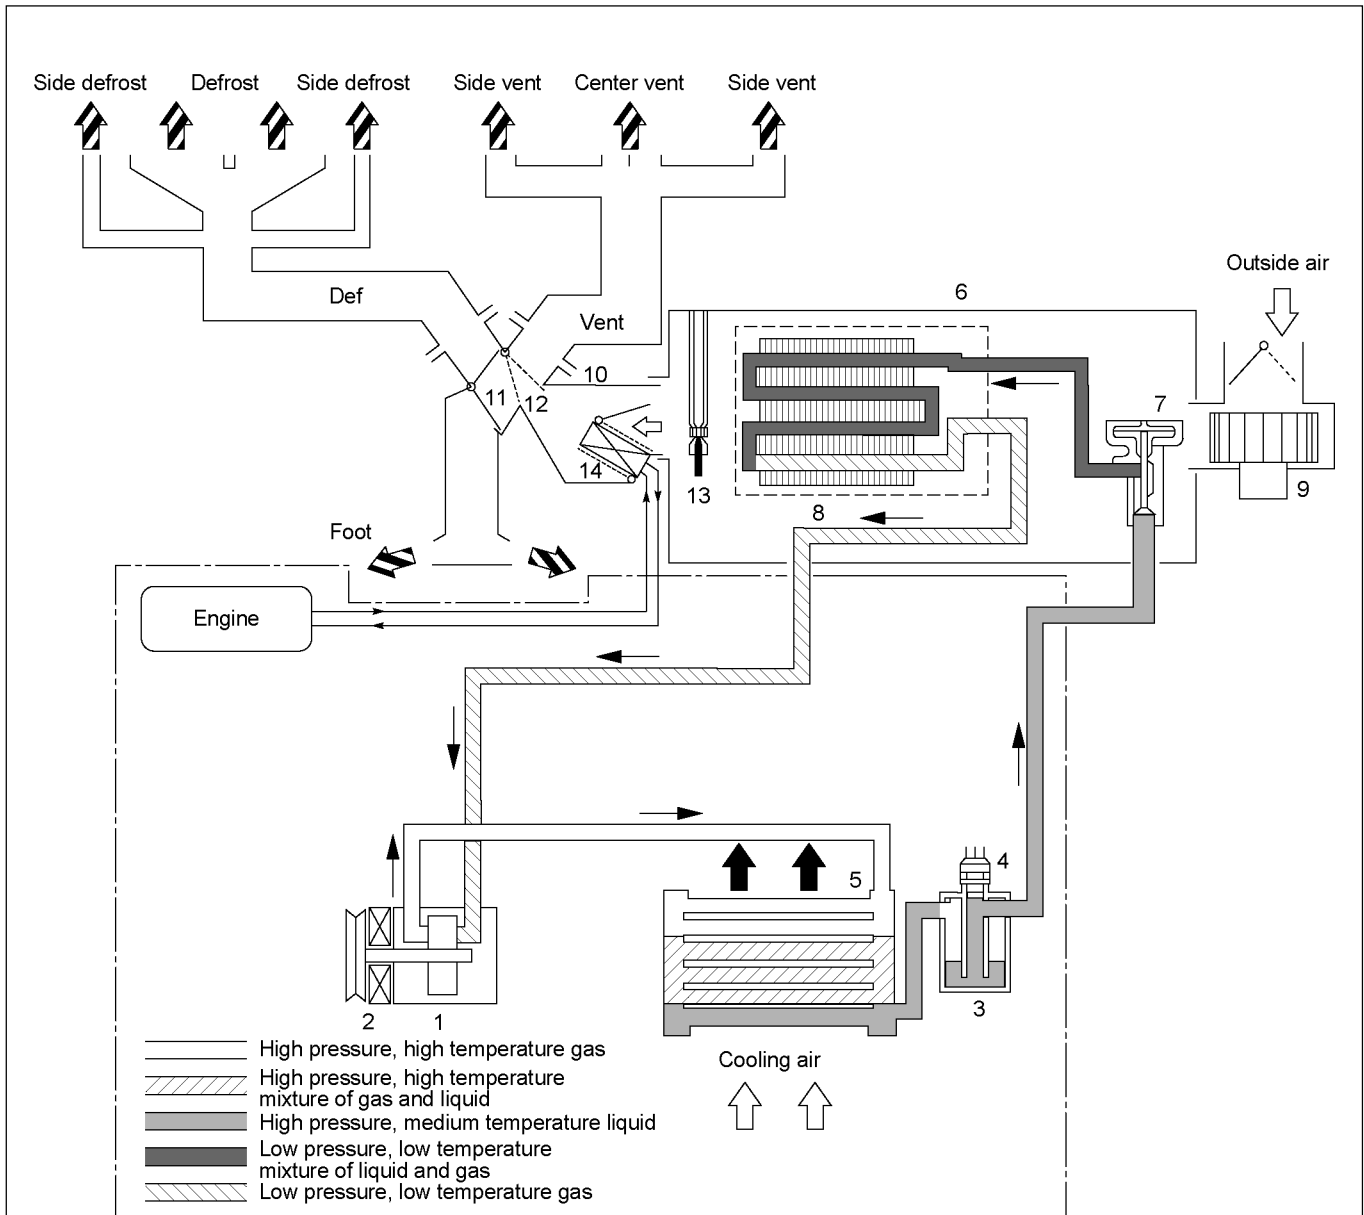 Side defrost
Defrost
Side defrost
Side vent
Center vent
Side vent
Outside air
6
Def
Vent
10
7
11
12
14
13
8
9
Foot
Engine
4
5
3
2
1
Cooling air
High pressure, high temperature gas
High pressure, high temperature
mixture of gas and liquid
High pressure, medium temperature liquid
Low pressure, low temperature
mixture of liquid and gas
Low pressure, low temperature gas